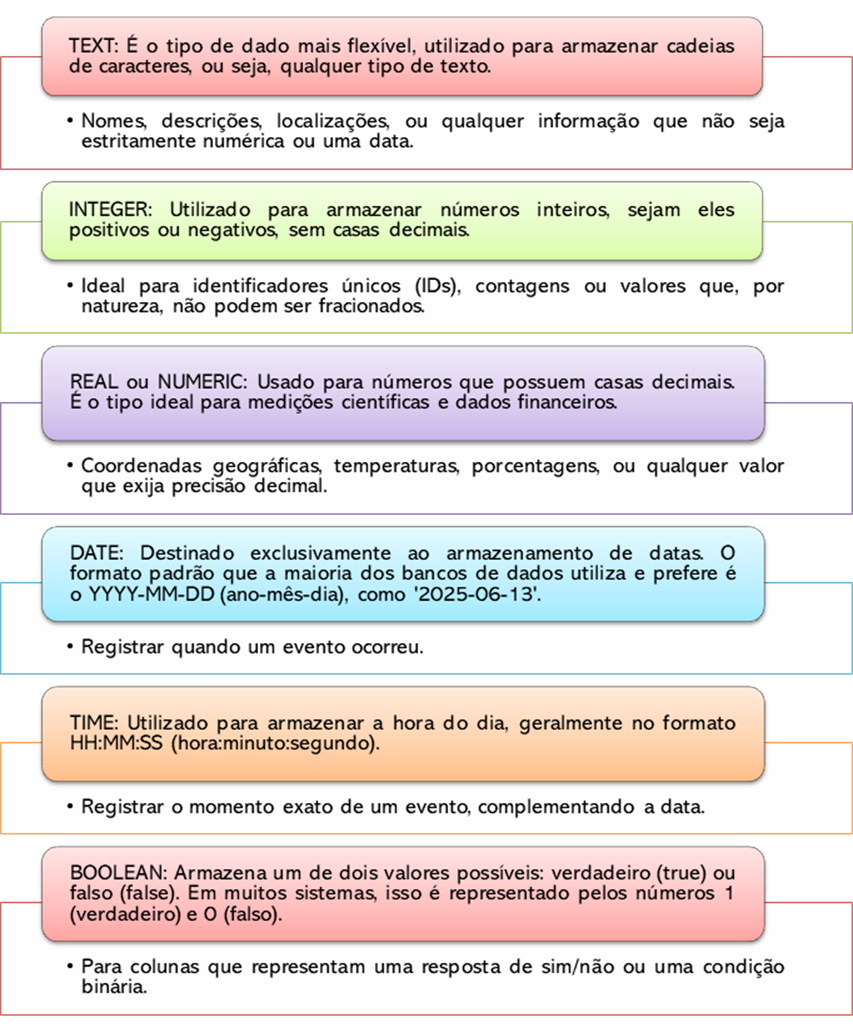 TEXT: É o tipo de dado mais flexível, utilizado para armazenar cadeias
de caracteres, ou seja, qualquer tipo de texto.
• Nomes, descrições, localizações, ou qualquer informação que não seja
estritamente numérica ou uma data.
INTEGER: Utilizado para armazenar números inteiros, sejam eles
positivos ou negativos, sem casas decimais.
• Ideal para identificadores únicos (IDs), contagens ou valores que, por
natureza, não podem ser fracionados.
REAL ou NUMERIC: Usado para números que possuem casas decimais.
É o tipo ideal para medições científicas e dados financeiros.
• Coordenadas geográficas, temperaturas, porcentagens, ou qualquer valor
que exija precisão decimal.
DATE: Destinado exclusivamente ao armazenamento de datas. O
formato padrão que a maioria dos bancos de dados utiliza e prefere é
o YYYY-MM-DD (ano-mês-dia), como '2025-06-13'.
• Registrar quando um evento ocorreu.
TIME: Utilizado para armazenar a hora do dia, geralmente no formato
HH:MM:SS (hora:minuto:segundo).
• Registrar o momento exato de um evento, complementando a data.
BOOLEAN: Armazena um de dois valores possíveis: verdadeiro (true) ou
falso (false). Em muitos sistemas, isso é representado pelos números 1
(verdadeiro) e 0 (falso).
• Para colunas que representam uma resposta de sim/não ou uma condição
binária.